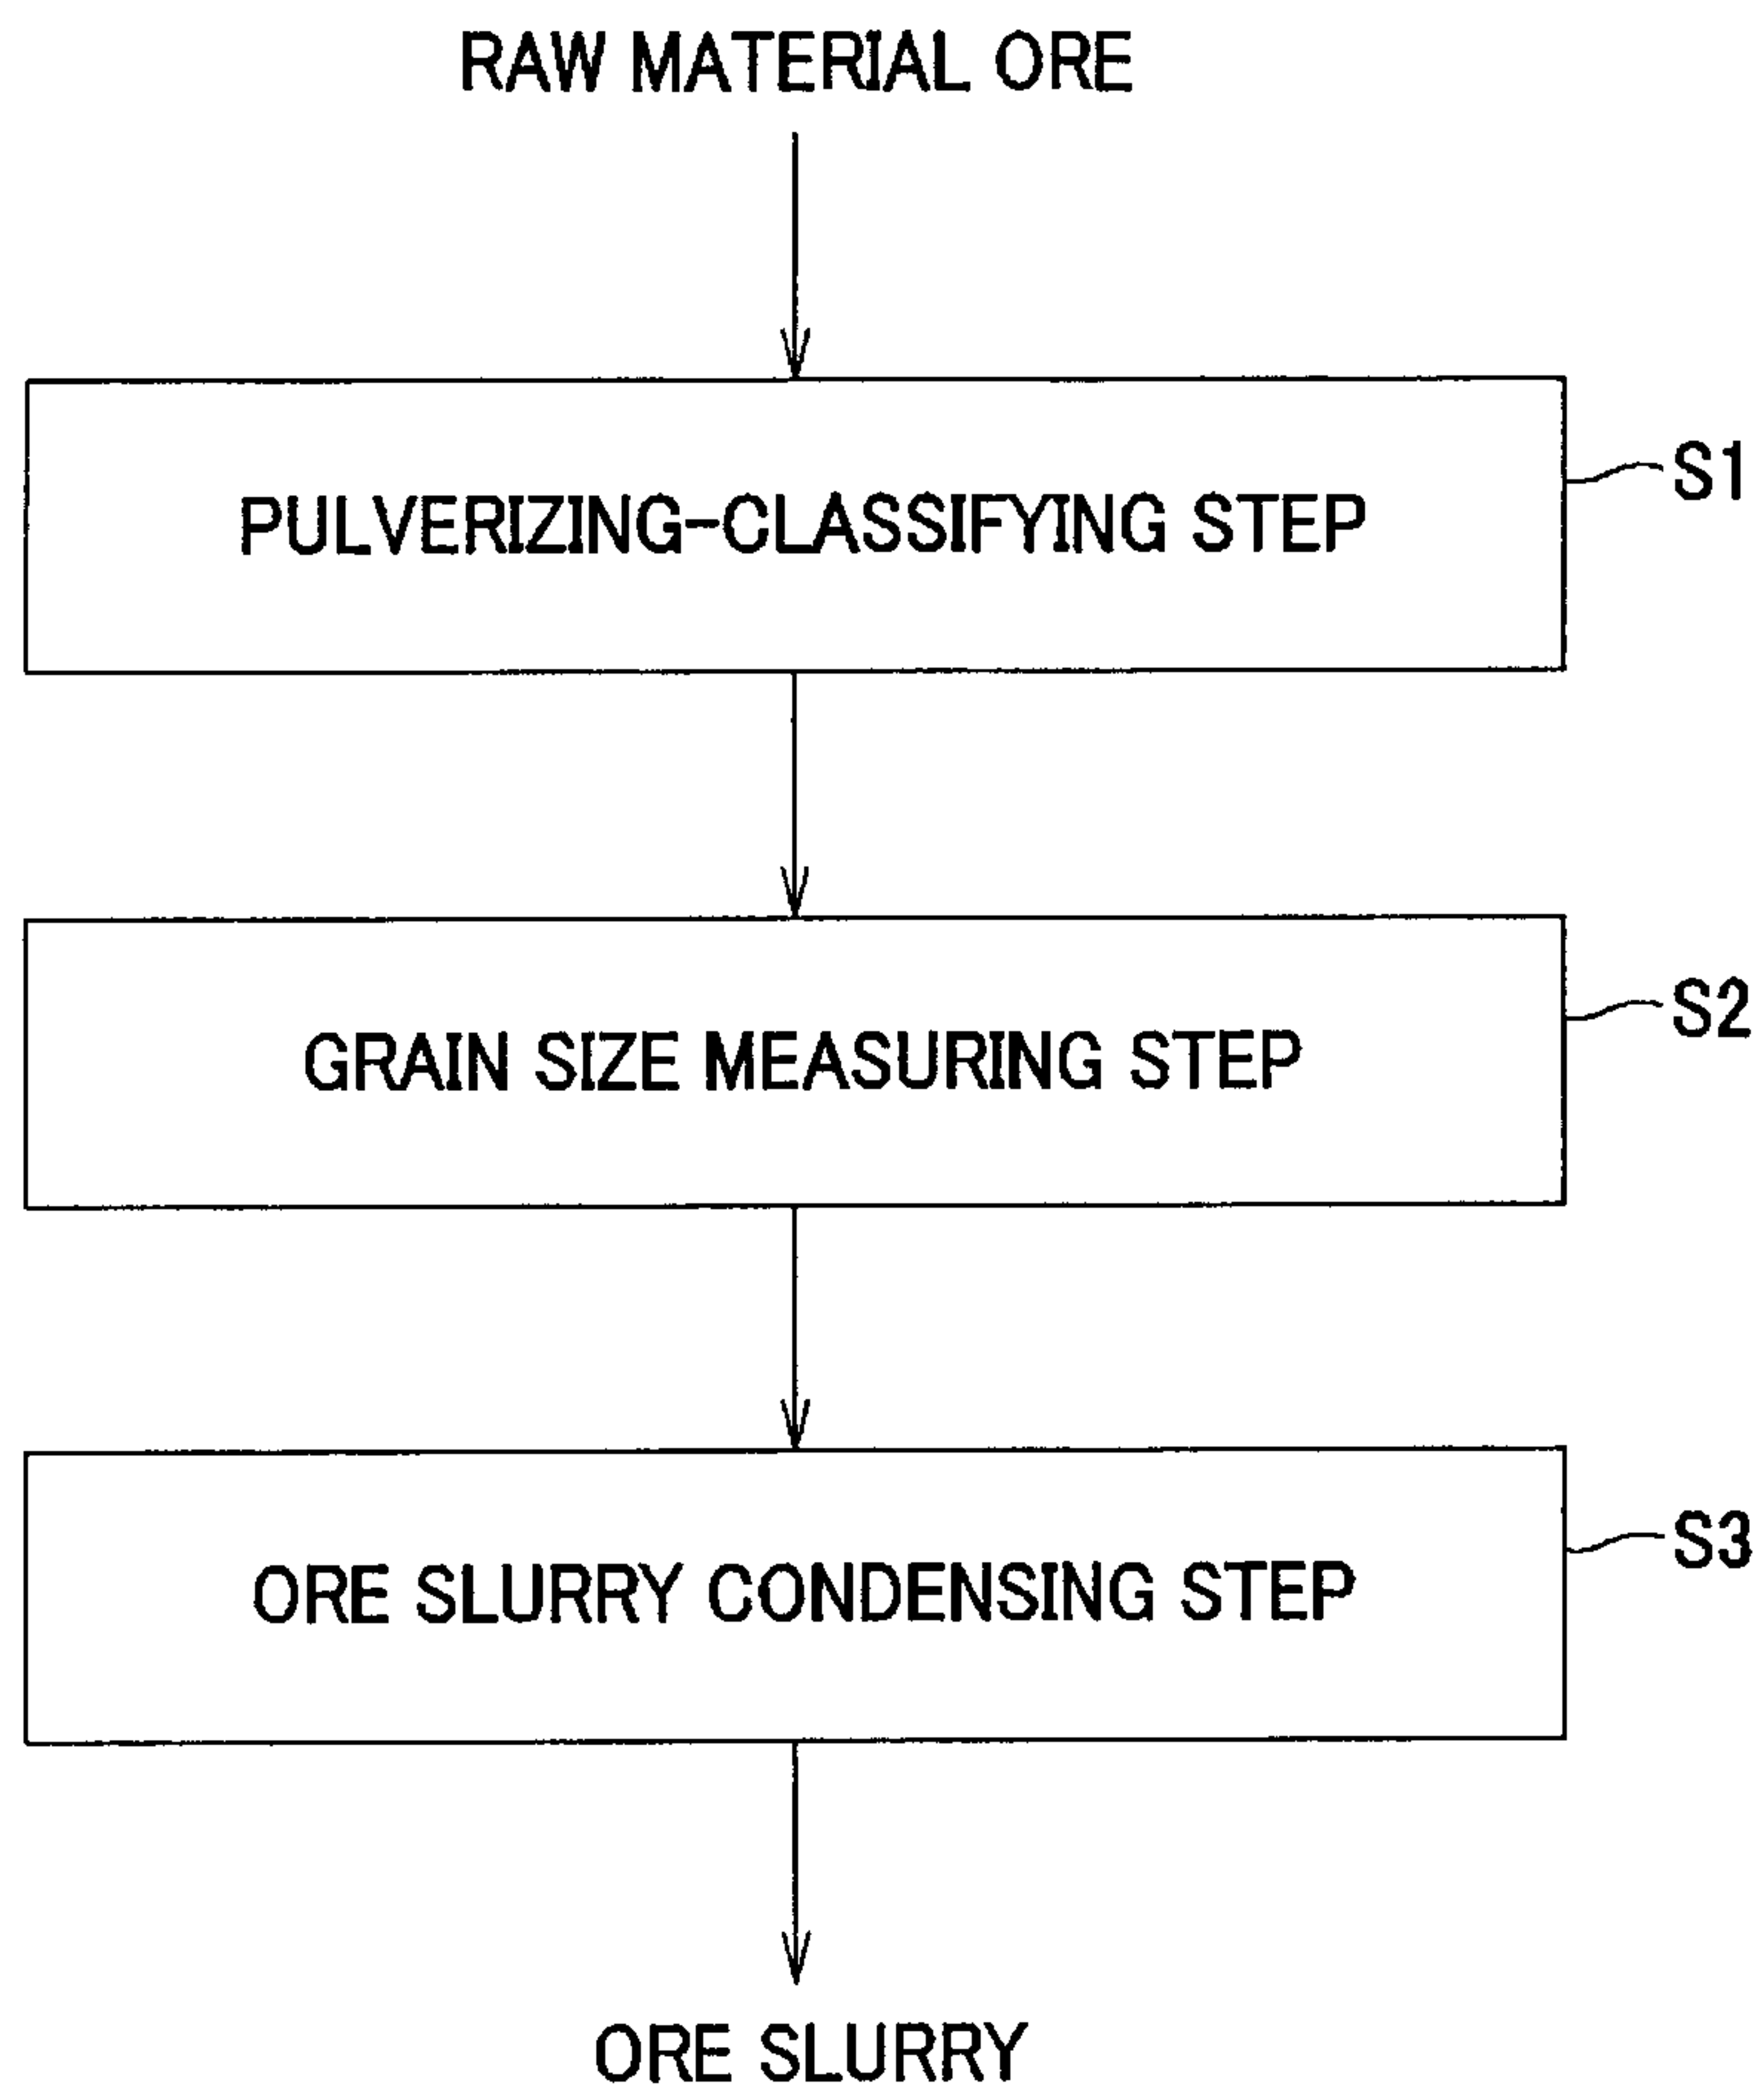 RAW MATERIAL ORE
PULVERIZING-CLASSIFYING STEP
S1
GRAIN SIZE MEASURING STEP
S2
ORE SLURRY CONDENSING STEP
S3
ORE SLURRY